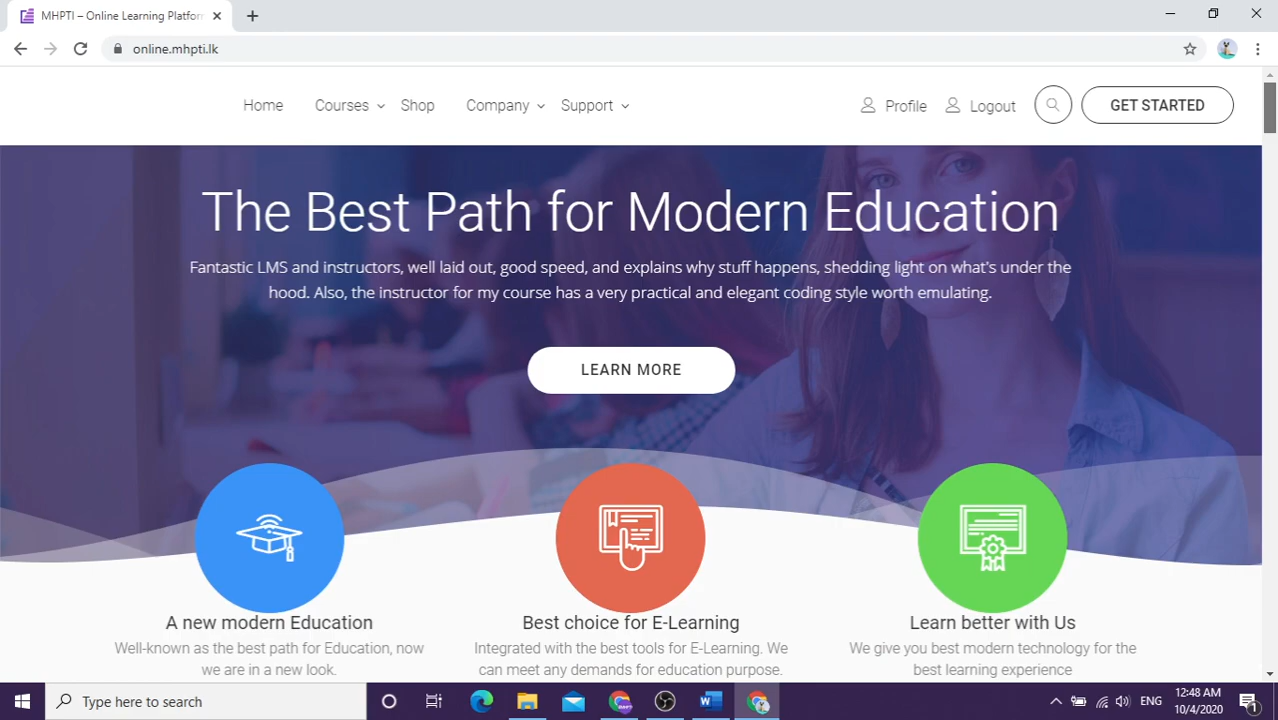 MHPTI – Online Learning Platfor
online.mhpti.lk
Home Courses Shop Company Support Profile Logout GET STARTED
The Best Path for Modern Education
Fantastic LMS and instructors, well laid out, good speed, and explains why stuff happens, shedding light on what's under the
hood. Also, the instructor for my course has a very practical and elegant coding style worth emulating.
LEARN MORE
A new modern Education
Well-known as the best path for Education, now
we are in a new look.
Best choice for E-Learning
Integrated with the best tools for E-Learning. We
can meet any demands for education purpose.
Learn better with Us
We give you best modern technology for the
best learning experience
Type here to search
ENG
12:48 AM
10/4/2020
1